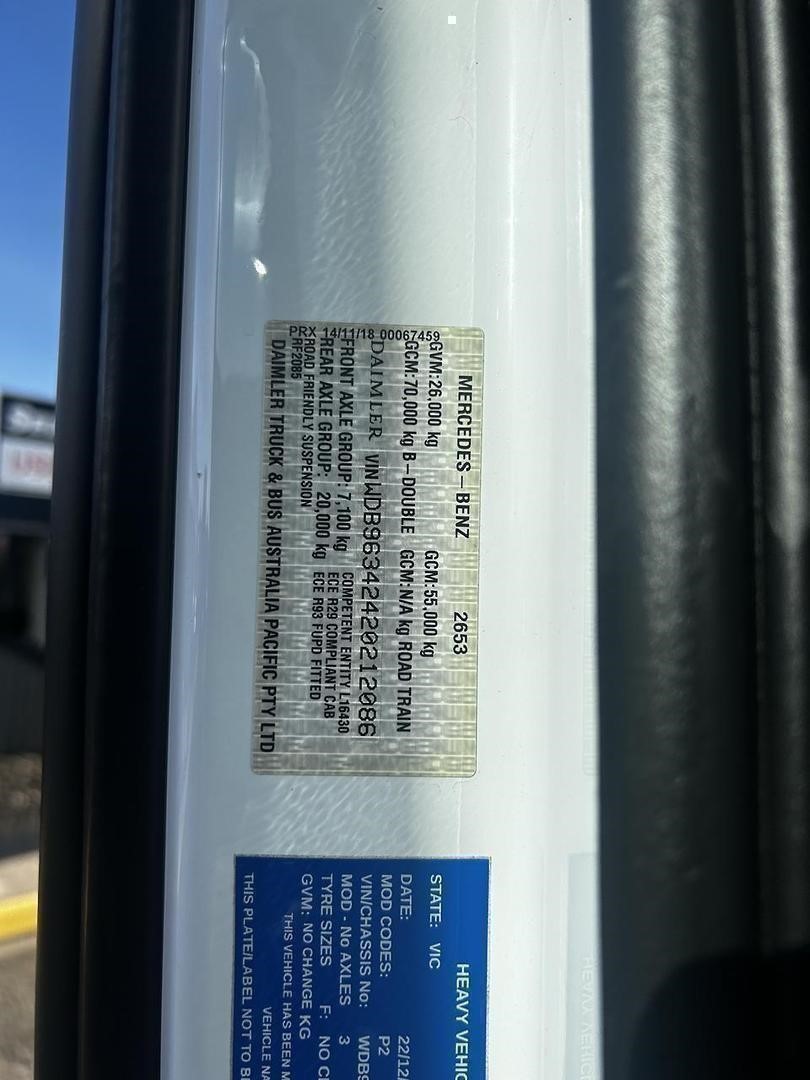 MERCEDES-BENZ 2653
GVM:26,000 kg GCM:55,000 kg
GCM:70,000 kg B-DOUBLE GCM:N/A kg ROAD TRAIN
PRX 14/11/18 00067459
DAIMLER VIN WDB96342420212086
FRONT AXLE GROUP: 7,100 kg COMPETENT ENTITY L16430
REAR AXLE GROUP: 20,000 kg ECE R29 COMPLIANT CAB
ROAD FRIENDLY SUSPENSION ECE R93 FUPD FITTED
RF2085
DAIMLER TRUCK & BUS AUSTRALIA PACIFIC PTY LTD
HEAVY VEHIC
STATE: VIC
DATE: 22/12/
MOD CODES: P2
VIN/CHASSIS No: WDB9
MOD - No AXLES 3
TYRE SIZES F: NO C
GVM: NO CHANGE KG
THIS VEHICLE HAS BEEN M
VEHICLE NA
THIS PLATE/LABEL NOT TO B